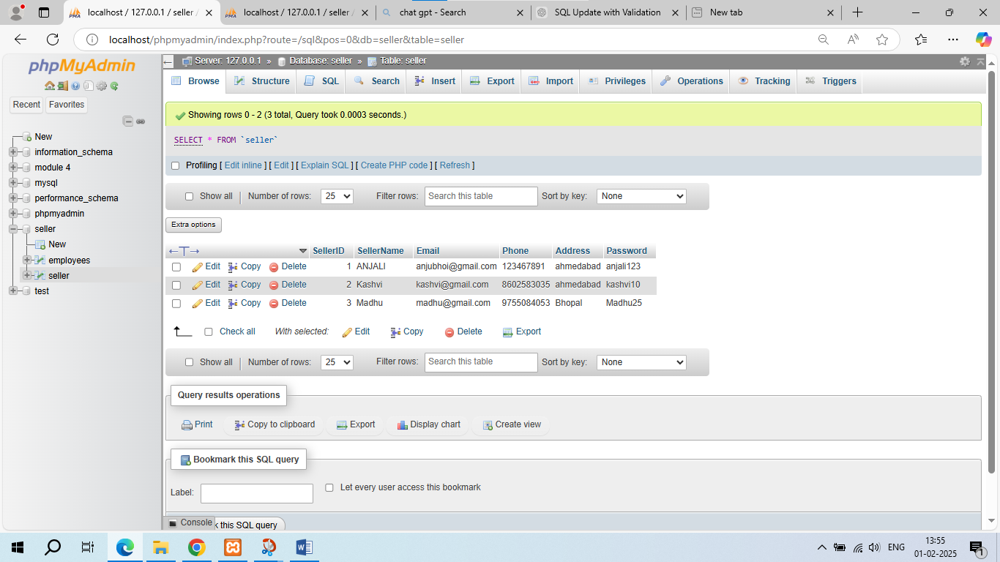 localhost / 127.0.0.1 / seller / localhost / 127.0.0.1 / seller / chat gpt - Search SQL Update with Validation New tab
localhost/phpmyadmin/index.php?route=/sql&pos=0&db=seller&table=seller
phpMyAdmin
Recent Favorites
New
information_schema
module 4
mysql
performance_schema
phpmyadmin
seller
New
employees
seller
test
Server: 127.0.0.1 » Database: seller » Table: seller
Browse Structure SQL Search Insert Export Import Privileges Operations Tracking Triggers
Showing rows 0 - 2 (3 total, Query took 0.0003 seconds.)
SELECT * FROM `seller`
Profiling [ Edit inline ] [ Edit ] [ Explain SQL ] [ Create PHP code ] [ Refresh ]
Show all Number of rows: 25 Filter rows: Search this table Sort by key: None
Extra options
←T→ SellerID SellerName Email Phone Address Password
Edit Copy Delete 1 ANJALI anjubhoi@gmail.com 123467891 ahmedabad anjali123
Edit Copy Delete 2 Kashvi kashvi@gmail.com 8602583035 ahmedabad kashvi10
Edit Copy Delete 3 Madhu madhu@gmail.com 9755084053 Bhopal Madhu25
Check all With selected: Edit Copy Delete Export
Show all Number of rows: 25 Filter rows: Search this table Sort by key: None
Query results operations
Print Copy to clipboard Export Display chart Create view
Bookmark this SQL query
Label: Let every user access this bookmark
Console this SQL query
ENG 13:55
01-02-2025 1